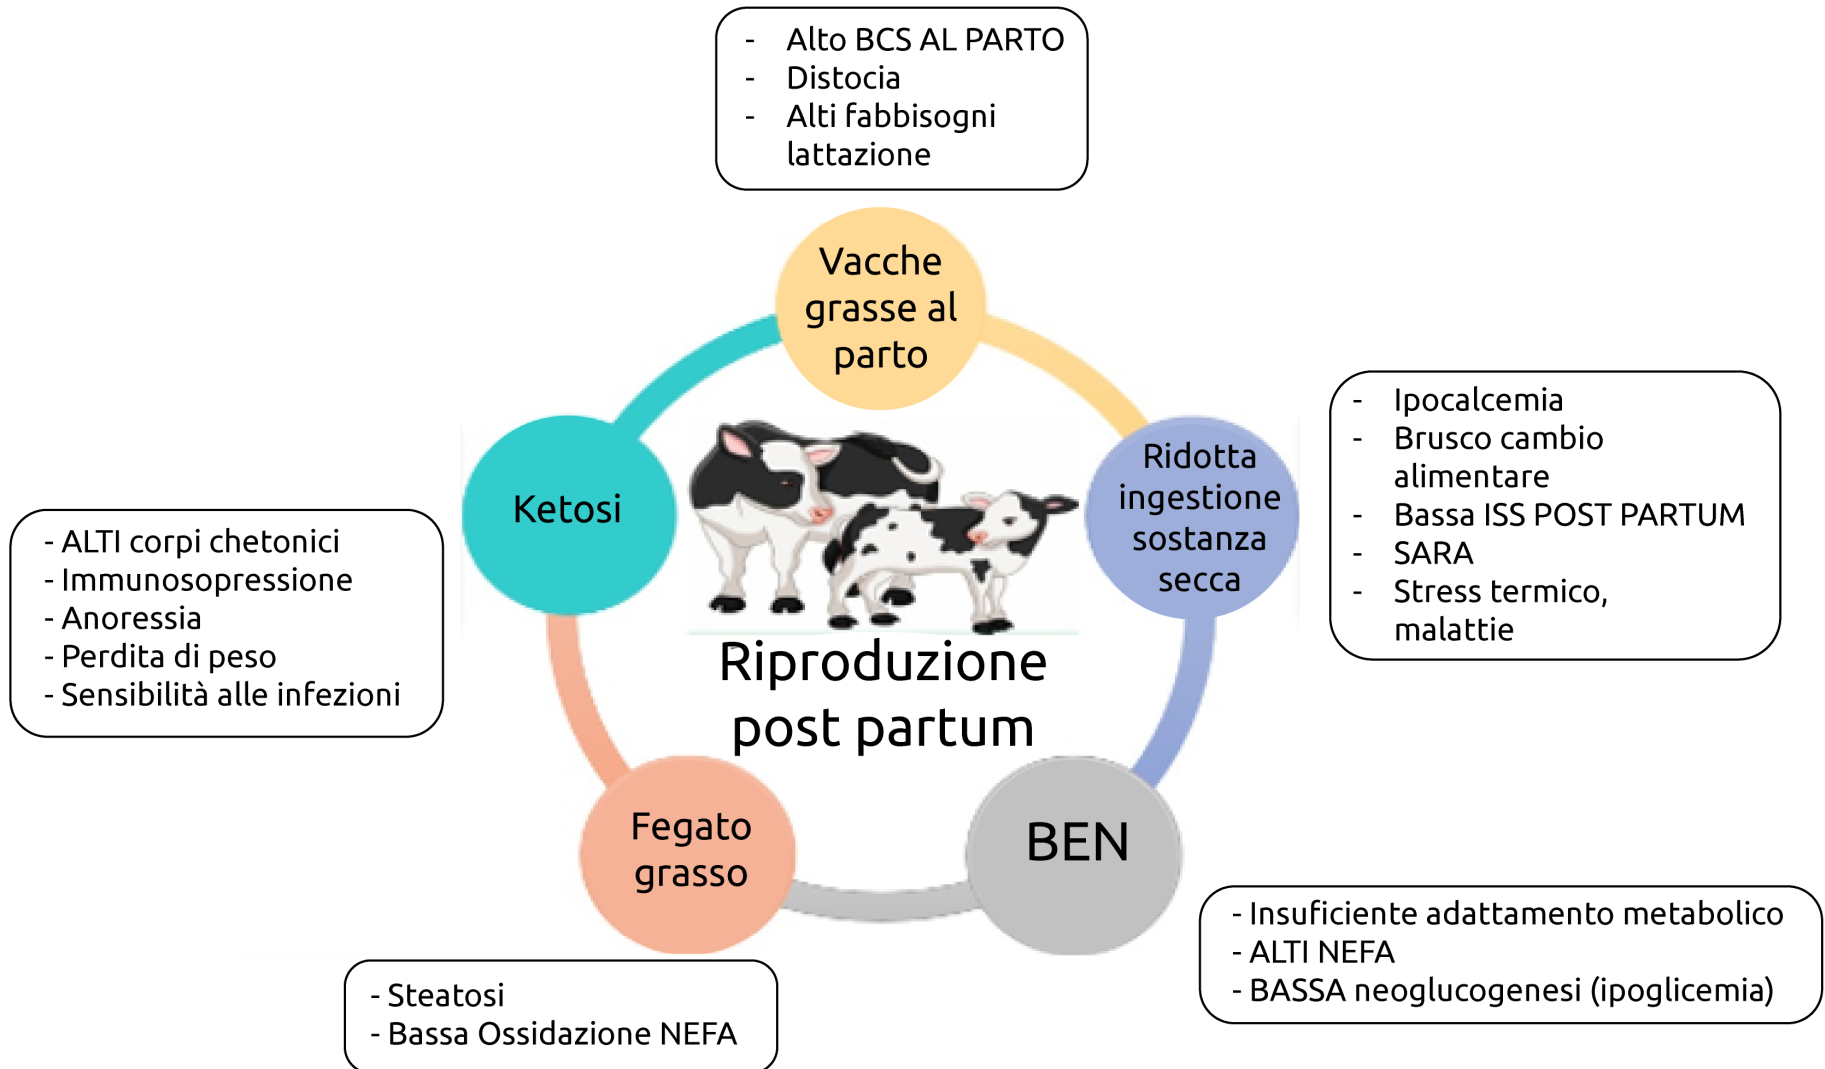 - Alto BCS AL PARTO
- Distocia
- Alti fabbisogni
lattazione
Vacche
grasse al
parto
Ridotta
ingestione
sostanza
secca
- Ipocalcemia
- Brusco cambio
alimentare
- Bassa ISS POST PARTUM
- SARA
- Stress termico,
malattie
Ketosi
- ALTI corpi chetonici
- Immunosopressione
- Anoressia
- Perdita di peso
- Sensibilità alle infezioni
Riproduzione
post partum
BEN
- Insuficiente adattamento metabolico
- ALTI NEFA
- BASSA neoglucogenesi (ipoglicemia)
Fegato
grasso
- Steatosi
- Bassa Ossidazione NEFA